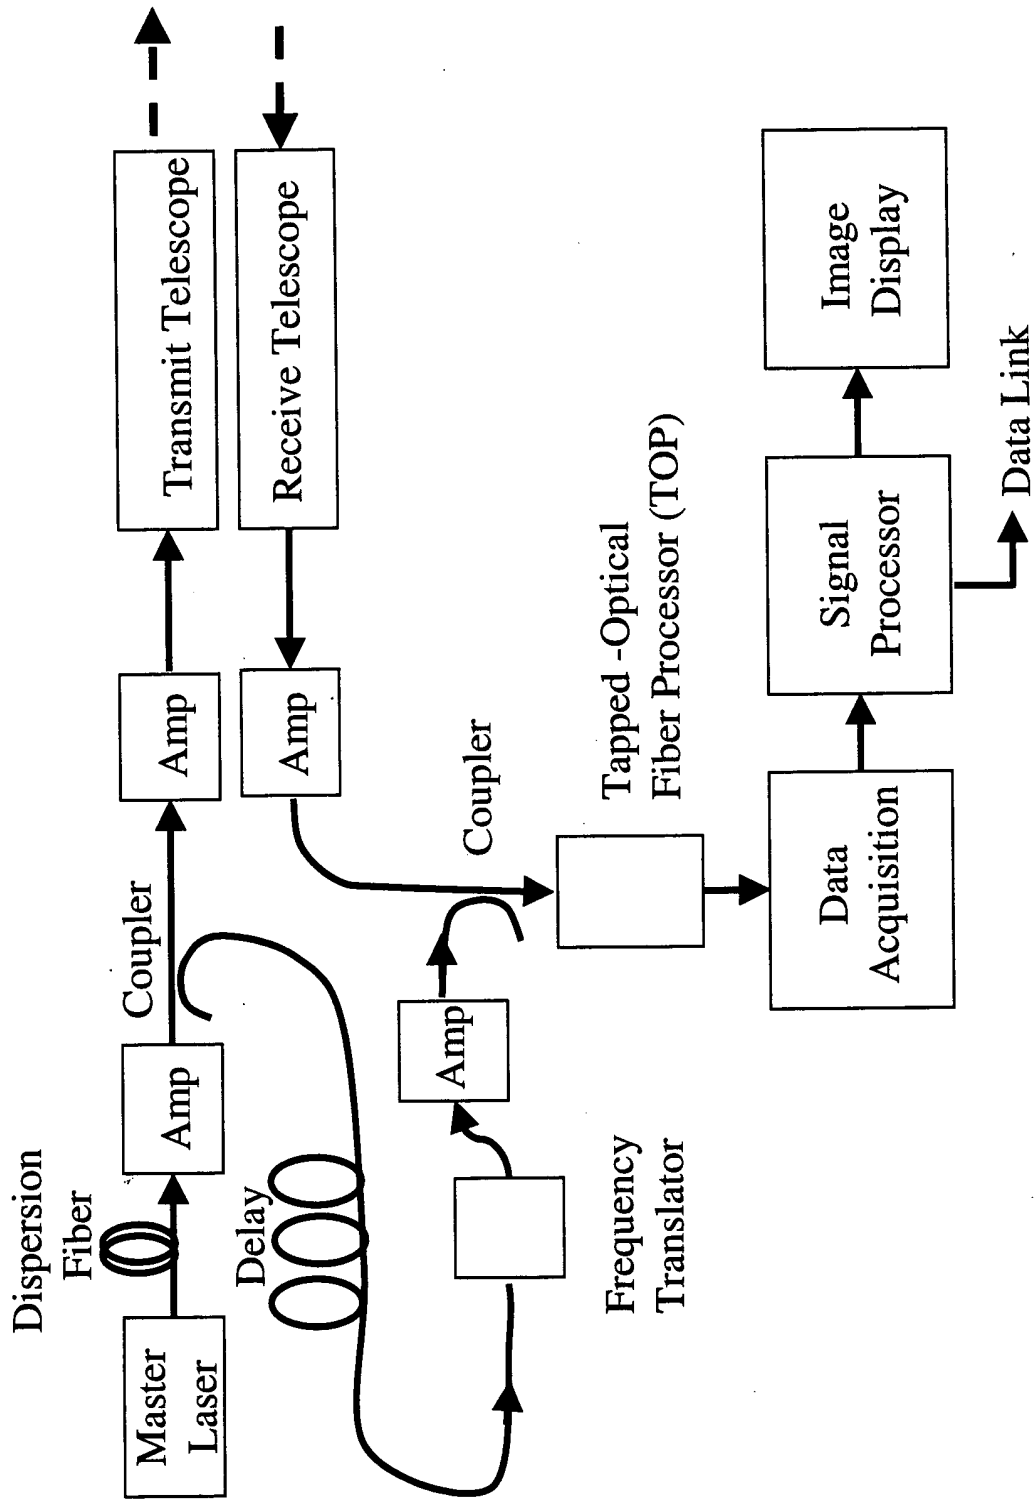 Dispersion
Fiber
Master
Laser
Amp
Coupler
Amp
Transmit Telescope
Delay
Amp
Receive Telescope
Frequency
Translator
Amp
Coupler
Tapped -Optical
Fiber Processor (TOP)
Data
Acquisition
Signal
Processor
Image
Display
Data Link